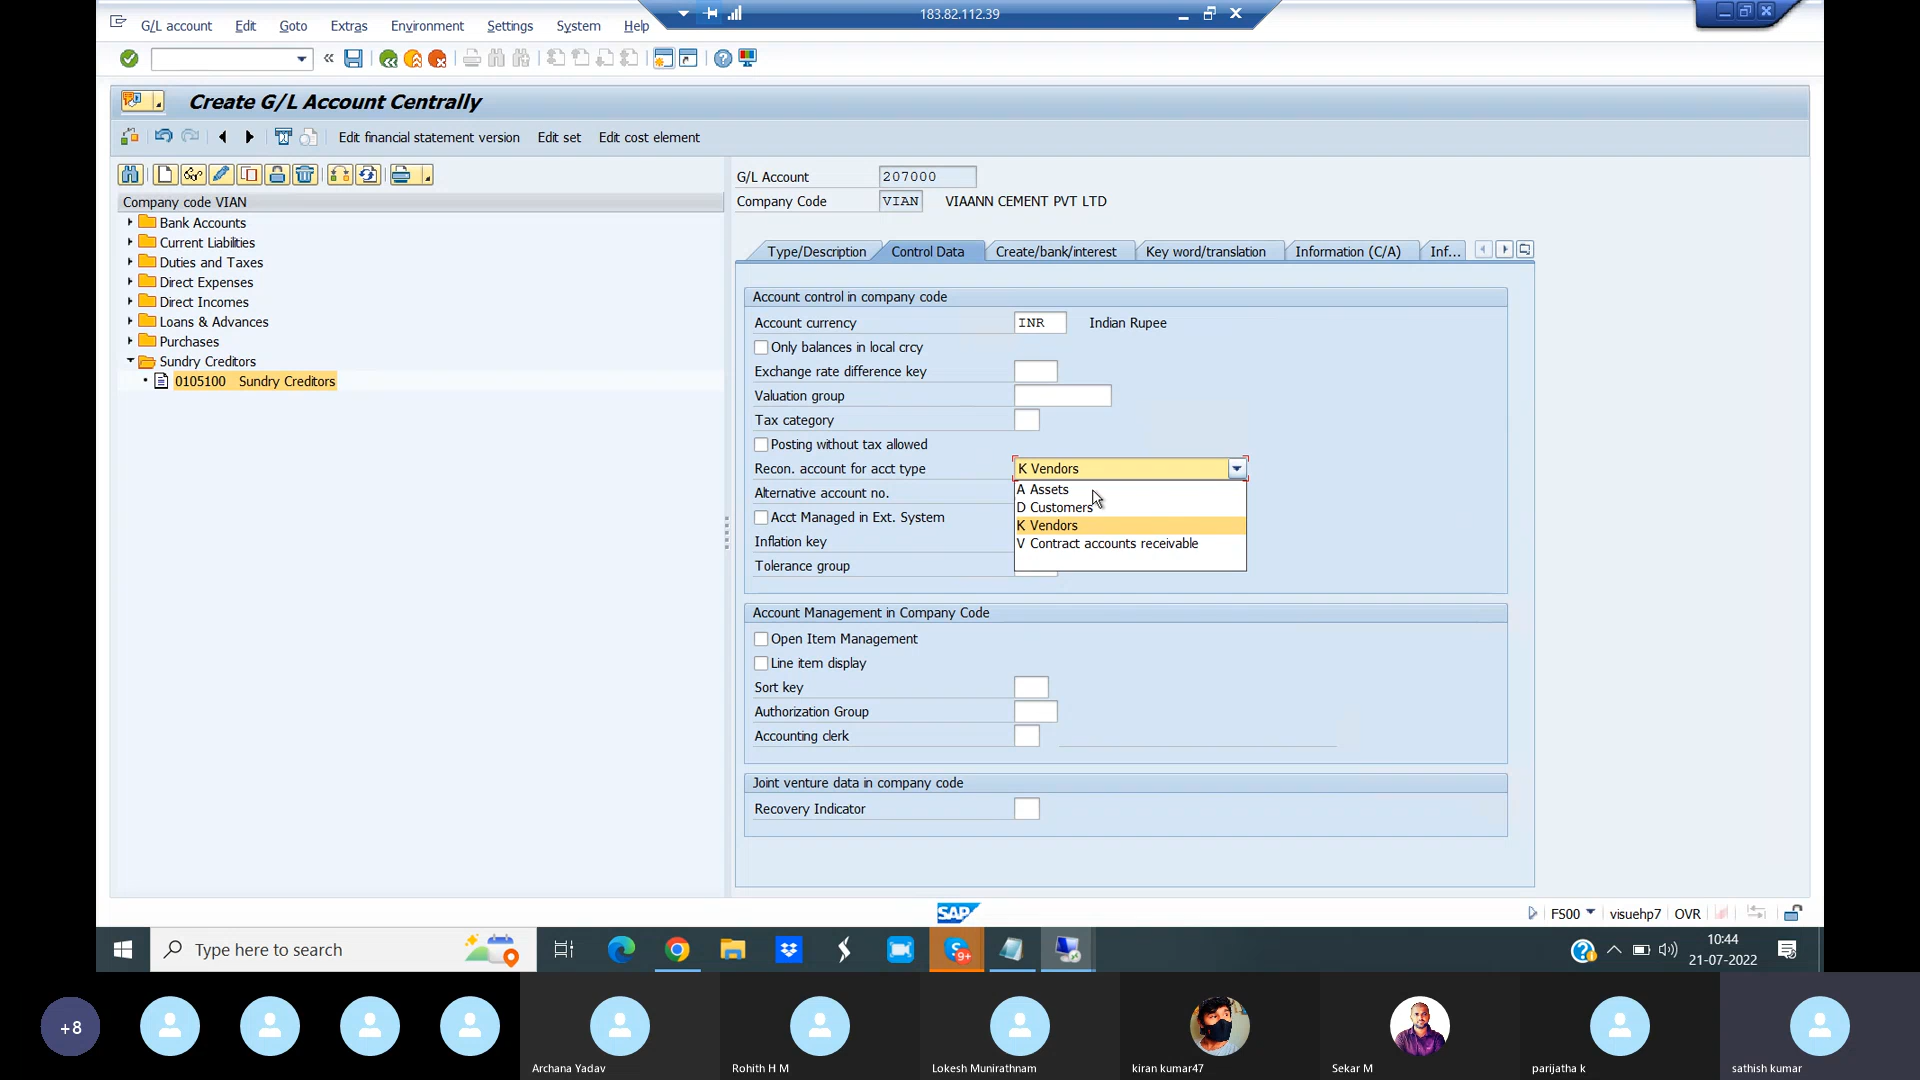 183.82.112.39
G/L account Edit Goto Extras Environment Settings System Help
Create G/L Account Centrally
Edit financial statement version Edit set Edit cost element
Company code VIAN
Bank Accounts
Current Liabilities
Duties and Taxes
Direct Expenses
Direct Incomes
Loans & Advances
Purchases
Sundry Creditors
0105100 Sundry Creditors
G/L Account 207000
Company Code VIAN VIAANN CEMENT PVT LTD
Type/Description Control Data Create/bank/interest Key word/translation Information (C/A) Inf...
Account control in company code
Account currency INR Indian Rupee
Only balances in local crcy
Exchange rate difference key
Valuation group
Tax category
Posting without tax allowed
Recon. account for acct type K Vendors
A Assets
D Customers
K Vendors
V Contract accounts receivable
Alternative account no.
Acct Managed in Ext. System
Inflation key
Tolerance group
Account Management in Company Code
Open Item Management
Line item display
Sort key
Authorization Group
Accounting clerk
Joint venture data in company code
Recovery Indicator
SAP
FS00 visuehp7 OVR
Type here to search
9+
10:44
21-07-2022
+8
Archana Yadav
Rohith H M
Lokesh Munirathnam
kiran kumar47
Sekar M
parijatha k
sathish kumar